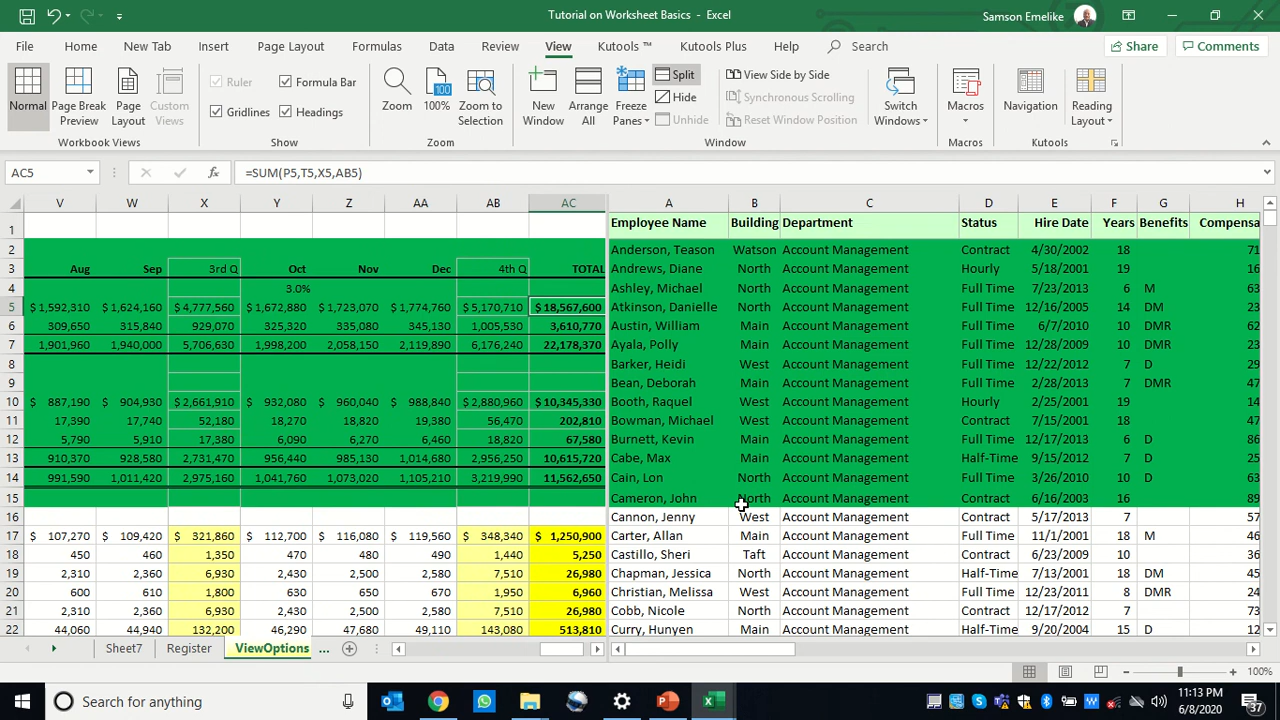 Tutorial on Worksheet Basics - Excel
Samson Emelike
File Home New Tab Insert Page Layout Formulas Data Review View Kutools ™ Kutools Plus Help Search Share Comments
Normal Page Break Preview Page Layout Custom Views Ruler Formula Bar Gridlines Headings Zoom 100% Zoom to Selection New Window Arrange All Freeze Panes Split Hide Unhide View Side by Side Synchronous Scrolling Reset Window Position Switch Windows Macros Navigation Reading Layout
Workbook Views Show Zoom Window Macros Kutools
AC5 fx =SUM(P5,T5,X5,AB5)
V W X Y Z AA AB AC A B C D E F G H
1 Employee Name Building Department Status Hire Date Years Benefits Compensa
2 Anderson, Teason Watson Account Management Contract 4/30/2002 18 71
3 Aug Sep 3rd Q Oct Nov Dec 4th Q TOTAL Andrews, Diane North Account Management Hourly 5/18/2001 19 16
4 3.0% Ashley, Michael North Account Management Full Time 7/23/2013 6 M 63
5 $ 1,592,310 $ 1,624,160 $ 4,777,560 $ 1,672,880 $ 1,723,070 $ 1,774,760 $ 5,170,710 $ 18,567,600 Atkinson, Danielle North Account Management Full Time 12/16/2005 14 DM 23
6 309,650 315,840 929,070 325,320 335,080 345,130 1,005,530 3,610,770 Austin, William Main Account Management Full Time 6/7/2010 10 DMR 62
7 1,901,960 1,940,000 5,706,630 1,998,200 2,058,150 2,119,890 6,176,240 22,178,370 Ayala, Polly Main Account Management Full Time 12/28/2009 10 DMR 23
8 Barker, Heidi West Account Management Full Time 12/22/2012 7 D 29
9 Bean, Deborah Main Account Management Full Time 2/28/2013 7 DMR 47
10 $ 887,190 $ 904,930 $ 2,661,910 $ 932,080 $ 960,040 $ 988,840 $ 2,880,960 $ 10,345,330 Booth, Raquel West Account Management Hourly 2/25/2001 19 14
11 17,390 17,740 52,180 18,270 18,820 19,380 56,470 202,810 Bowman, Michael West Account Management Contract 7/15/2001 18 47
12 5,790 5,910 17,380 6,090 6,270 6,460 18,820 67,580 Burnett, Kevin Main Account Management Full Time 12/17/2013 6 D 86
13 910,370 928,580 2,731,470 956,440 985,130 1,014,680 2,956,250 10,615,720 Cabe, Max Main Account Management Half-Time 9/15/2012 7 D 25
14 991,590 1,011,420 2,975,160 1,041,760 1,073,020 1,105,210 3,219,990 11,562,650 Cain, Lon North Account Management Full Time 10/25/2010 10 D 63
15 Cameron, John North Account Management Contract 6/16/2003 16 89
16 Cannon, Jenny West Account Management Contract 5/17/2013 7 57
17 $ 107,270 $ 109,420 $ 321,860 $ 112,700 $ 116,080 $ 119,560 $ 348,340 $ 1,250,900 Carter, Allan Main Account Management Full Time 11/1/2001 18 M 46
18 450 460 1,350 470 480 490 1,440 5,250 Castillo, Sheri Taft Account Management Contract 6/23/2009 10 36
19 2,310 2,360 6,930 2,430 2,500 2,580 7,510 26,980 Chapman, Jessica North Account Management Half-Time 7/13/2001 18 DM 45
20 600 610 1,800 630 650 670 1,950 6,960 Christian, Melissa West Account Management Full Time 12/23/2011 8 DMR 24
21 2,310 2,360 6,930 2,430 2,500 2,580 7,510 26,980 Cobb, Nicole North Account Management Contract 12/17/2012 7 73
22 44,060 44,940 132,200 46,290 47,680 49,110 143,080 513,810 Curry, Hunyen Main Account Management Half-Time 9/20/2004 15 D 12
Sheet7 Register ViewOptions ...
100%
Search for anything
11:13 PM
6/8/2020
37